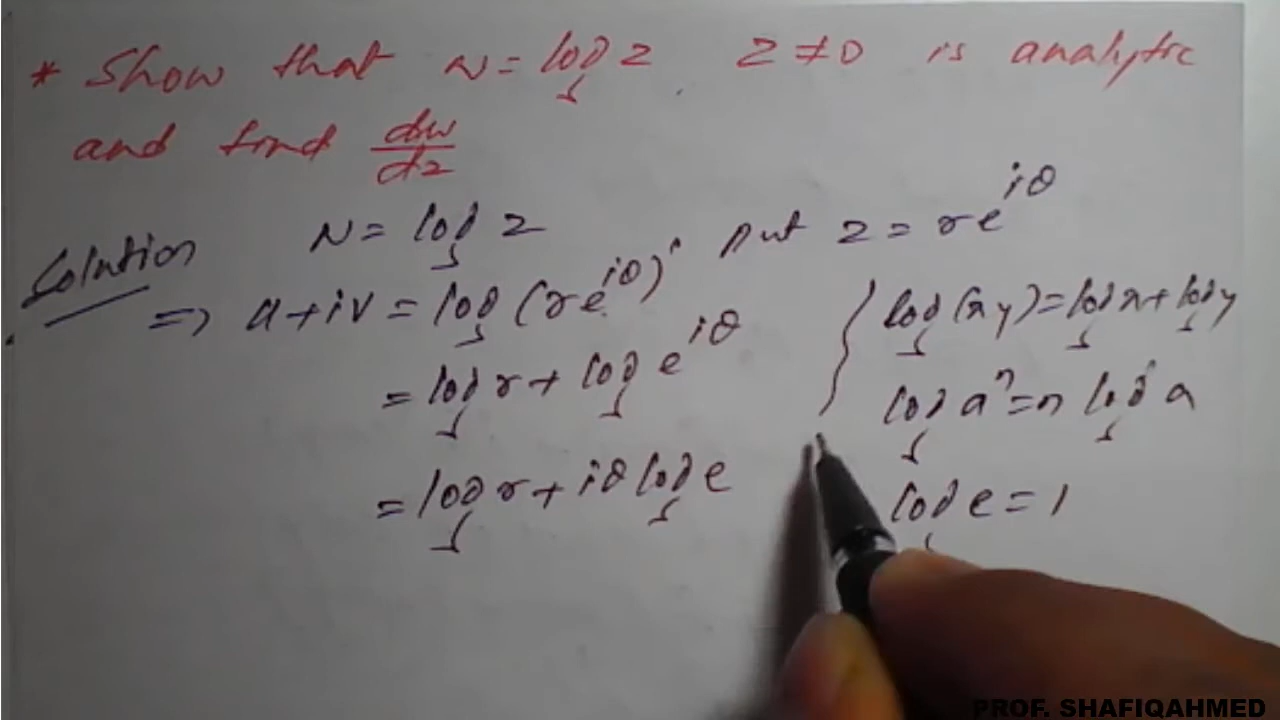 * Show that w = log z z ≠ 0 is analytic
and find dw/dz
Solution w = log z put z = re^{iθ}
⇒ u+iv = log (re^{iθ})
= log r + log e^{iθ}
= log r + iθ log e
log (xy) = log x + log y
log a^n = n log a
log e = 1
PROF. SHAFIQAHMED